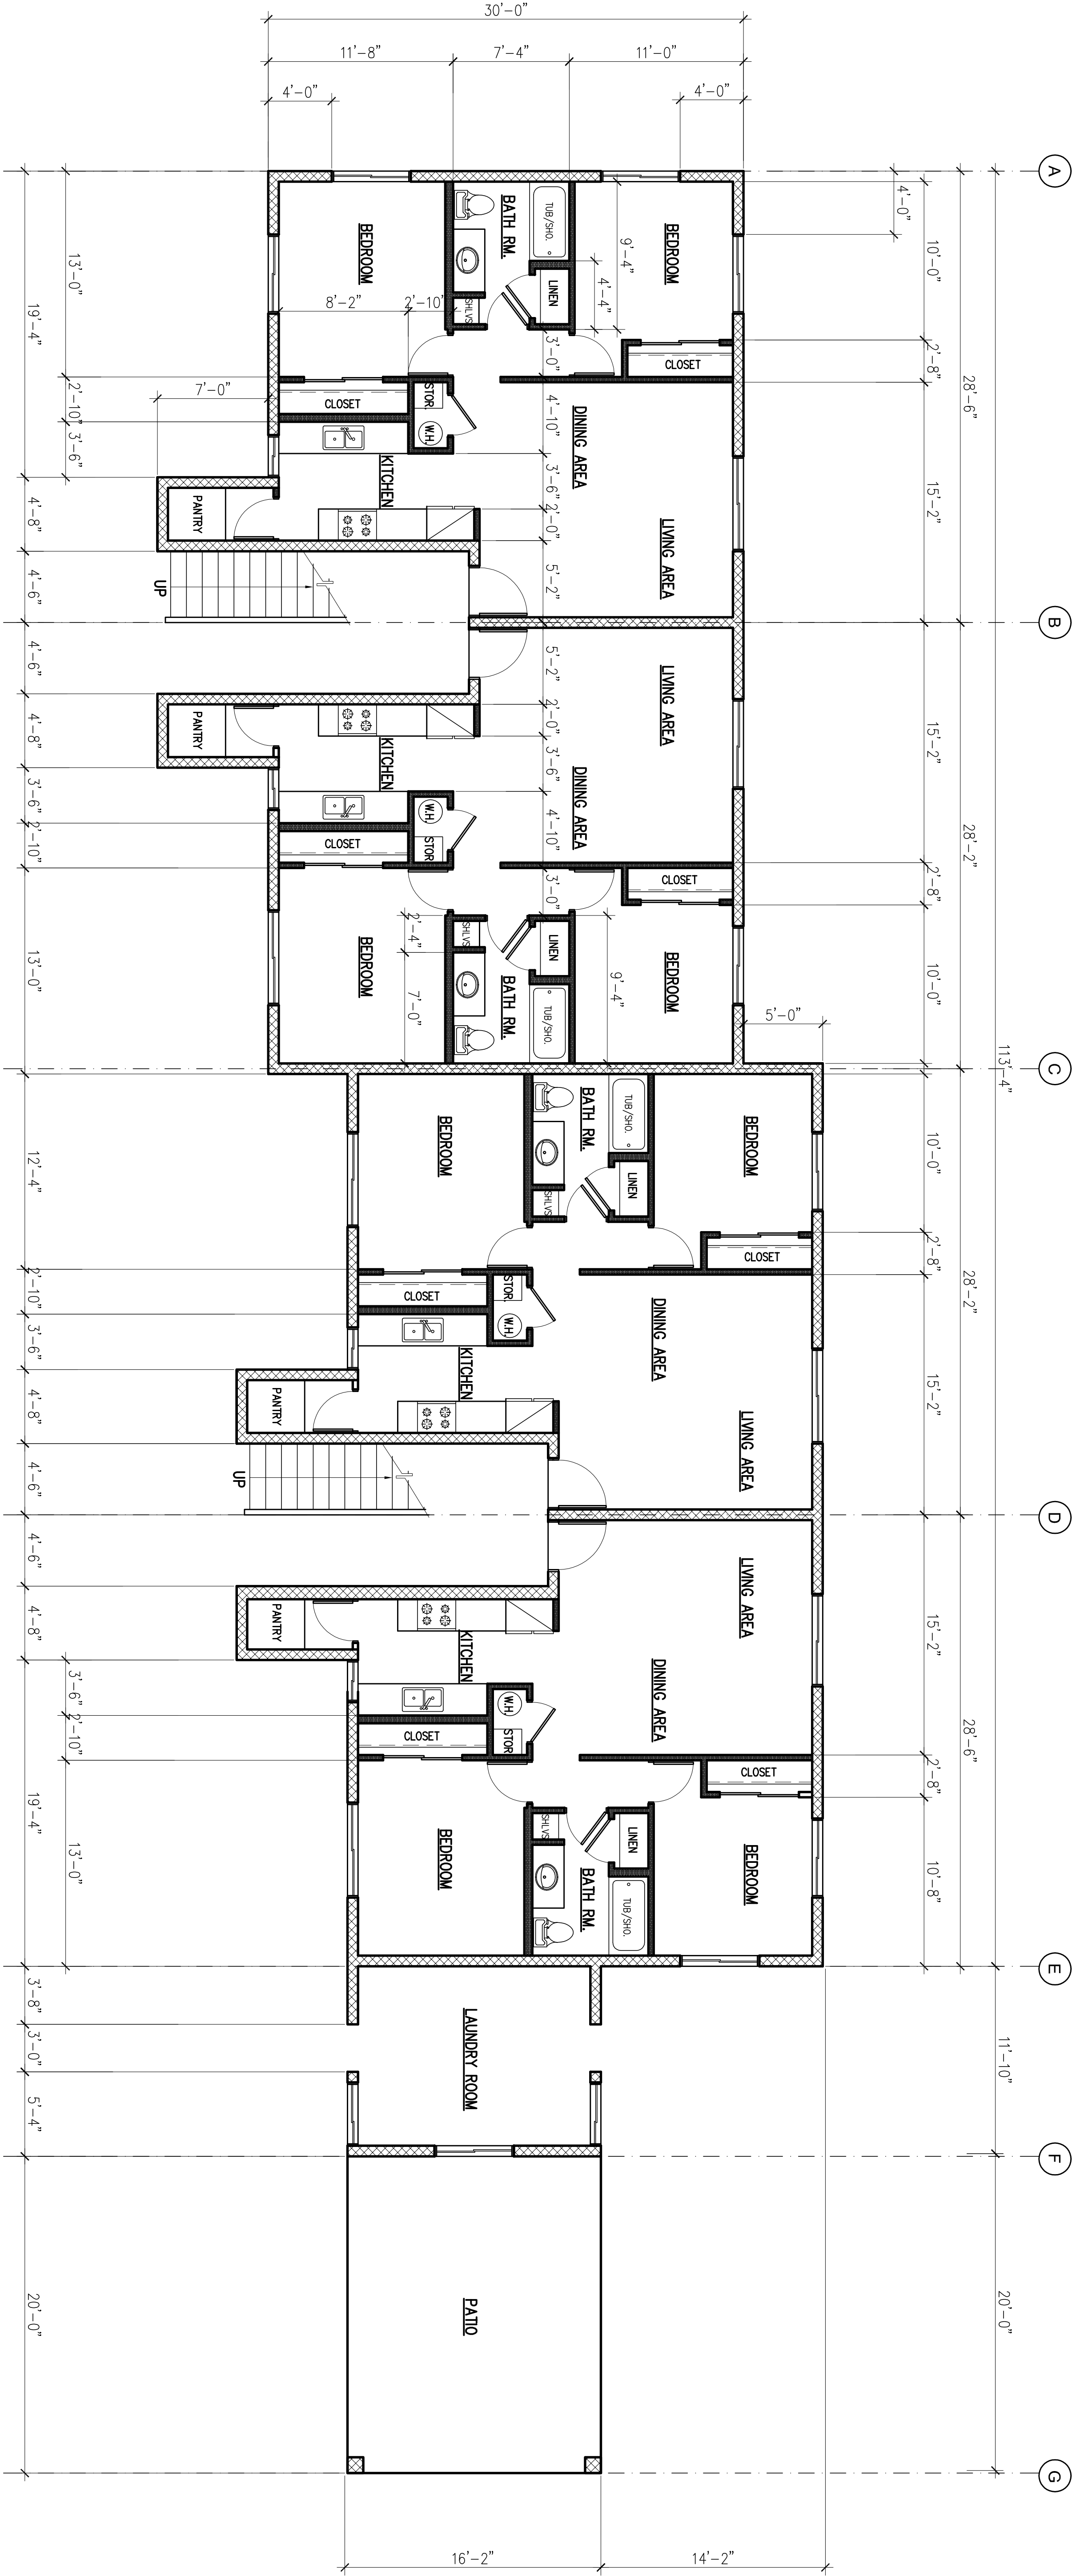 30'-0"
11'-8"
7'-4"
11'-0"
4'-0"
4'-0"
A
B
C
D
E
F
G
113'-4"
11'-10"
20'-0"
28'-6"
28'-2"
28'-2"
28'-6"
4'-0"
10'-0"
2'-8"
15'-2"
15'-2"
2'-8"
10'-0"
5'-0"
10'-0"
2'-8"
15'-2"
15'-2"
2'-8"
10'-8"
BEDROOM
BATH RM.
TUB/SHO.
BEDROOM
9'-4"
4'-4"
LINEN
SHLVS
8'-2"
2'-10"
3'-0"
CLOSET
CLOSET
STOR.
W.H.
4'-10"
DINING AREA
KITCHEN
3'-6"
2'-0"
LIVING AREA
PANTRY
5'-2"
UP
5'-2"
LIVING AREA
PANTRY
2'-0"
KITCHEN
3'-6"
DINING AREA
W.H.
STOR.
4'-10"
CLOSET
CLOSET
3'-0"
2'-4"
SHLVS
LINEN
9'-4"
7'-0"
BEDROOM
BATH RM.
TUB/SHO.
BEDROOM
BEDROOM
BATH RM.
TUB/SHO.
BEDROOM
LINEN
SHLVS
CLOSET
CLOSET
STOR.
W.H.
DINING AREA
KITCHEN
LIVING AREA
PANTRY
UP
LIVING AREA
PANTRY
KITCHEN
DINING AREA
W.H.
STOR.
CLOSET
CLOSET
SHLVS
LINEN
BEDROOM
BATH RM.
TUB/SHO.
BEDROOM
LAUNDRY ROOM
PATIO
13'-0"
2'-10"
3'-6"
7'-0"
19'-4"
4'-8"
4'-6"
4'-6"
4'-8"
3'-6"
2'-10"
13'-0"
12'-4"
2'-10"
3'-6"
4'-8"
4'-6"
4'-6"
4'-8"
3'-6"
2'-10"
13'-0"
19'-4"
3'-8"
3'-0"
5'-4"
20'-0"
16'-2"
14'-2"